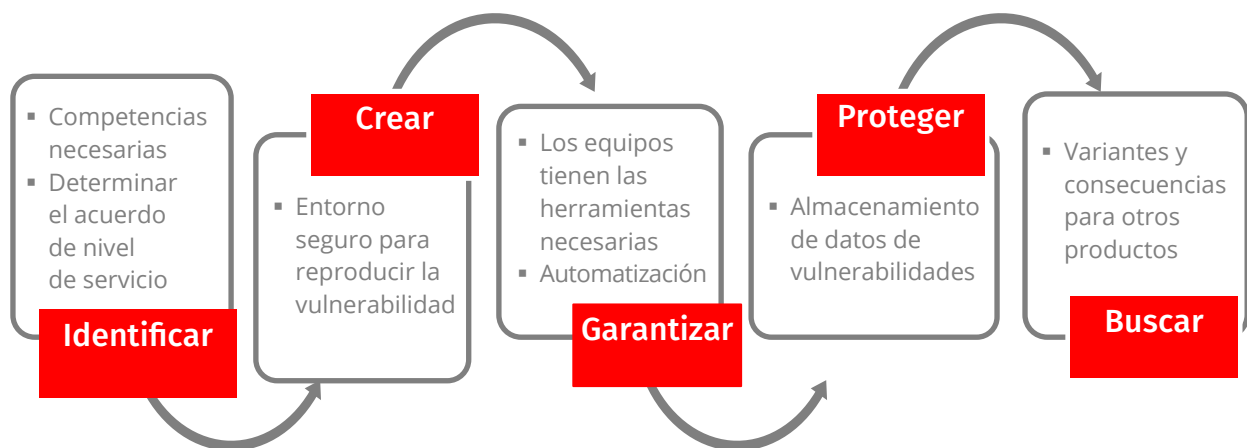 ▪ Competencias
necesarias
▪ Determinar
el acuerdo
de nivel
de servicio
Identificar
Crear
▪ Entorno
seguro para
reproducir la
vulnerabilidad
▪ Los equipos
tienen las
herramientas
necesarias
▪ Automatización
Garantizar
Proteger
▪ Almacenamiento
de datos de
vulnerabilidades
▪ Variantes y
consecuencias
para otros
productos
Buscar